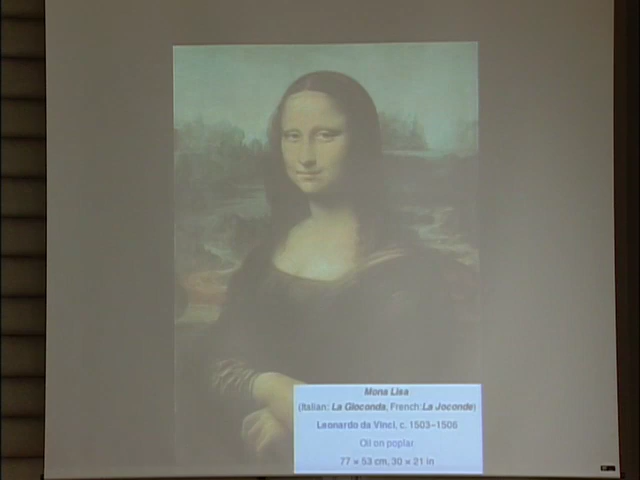 Mona Lisa
(Italian: La Gioconda, French:La Joconde)
Leonardo da Vinci, c. 1503–1506
Oil on poplar
77 × 53 cm, 30 × 21 in